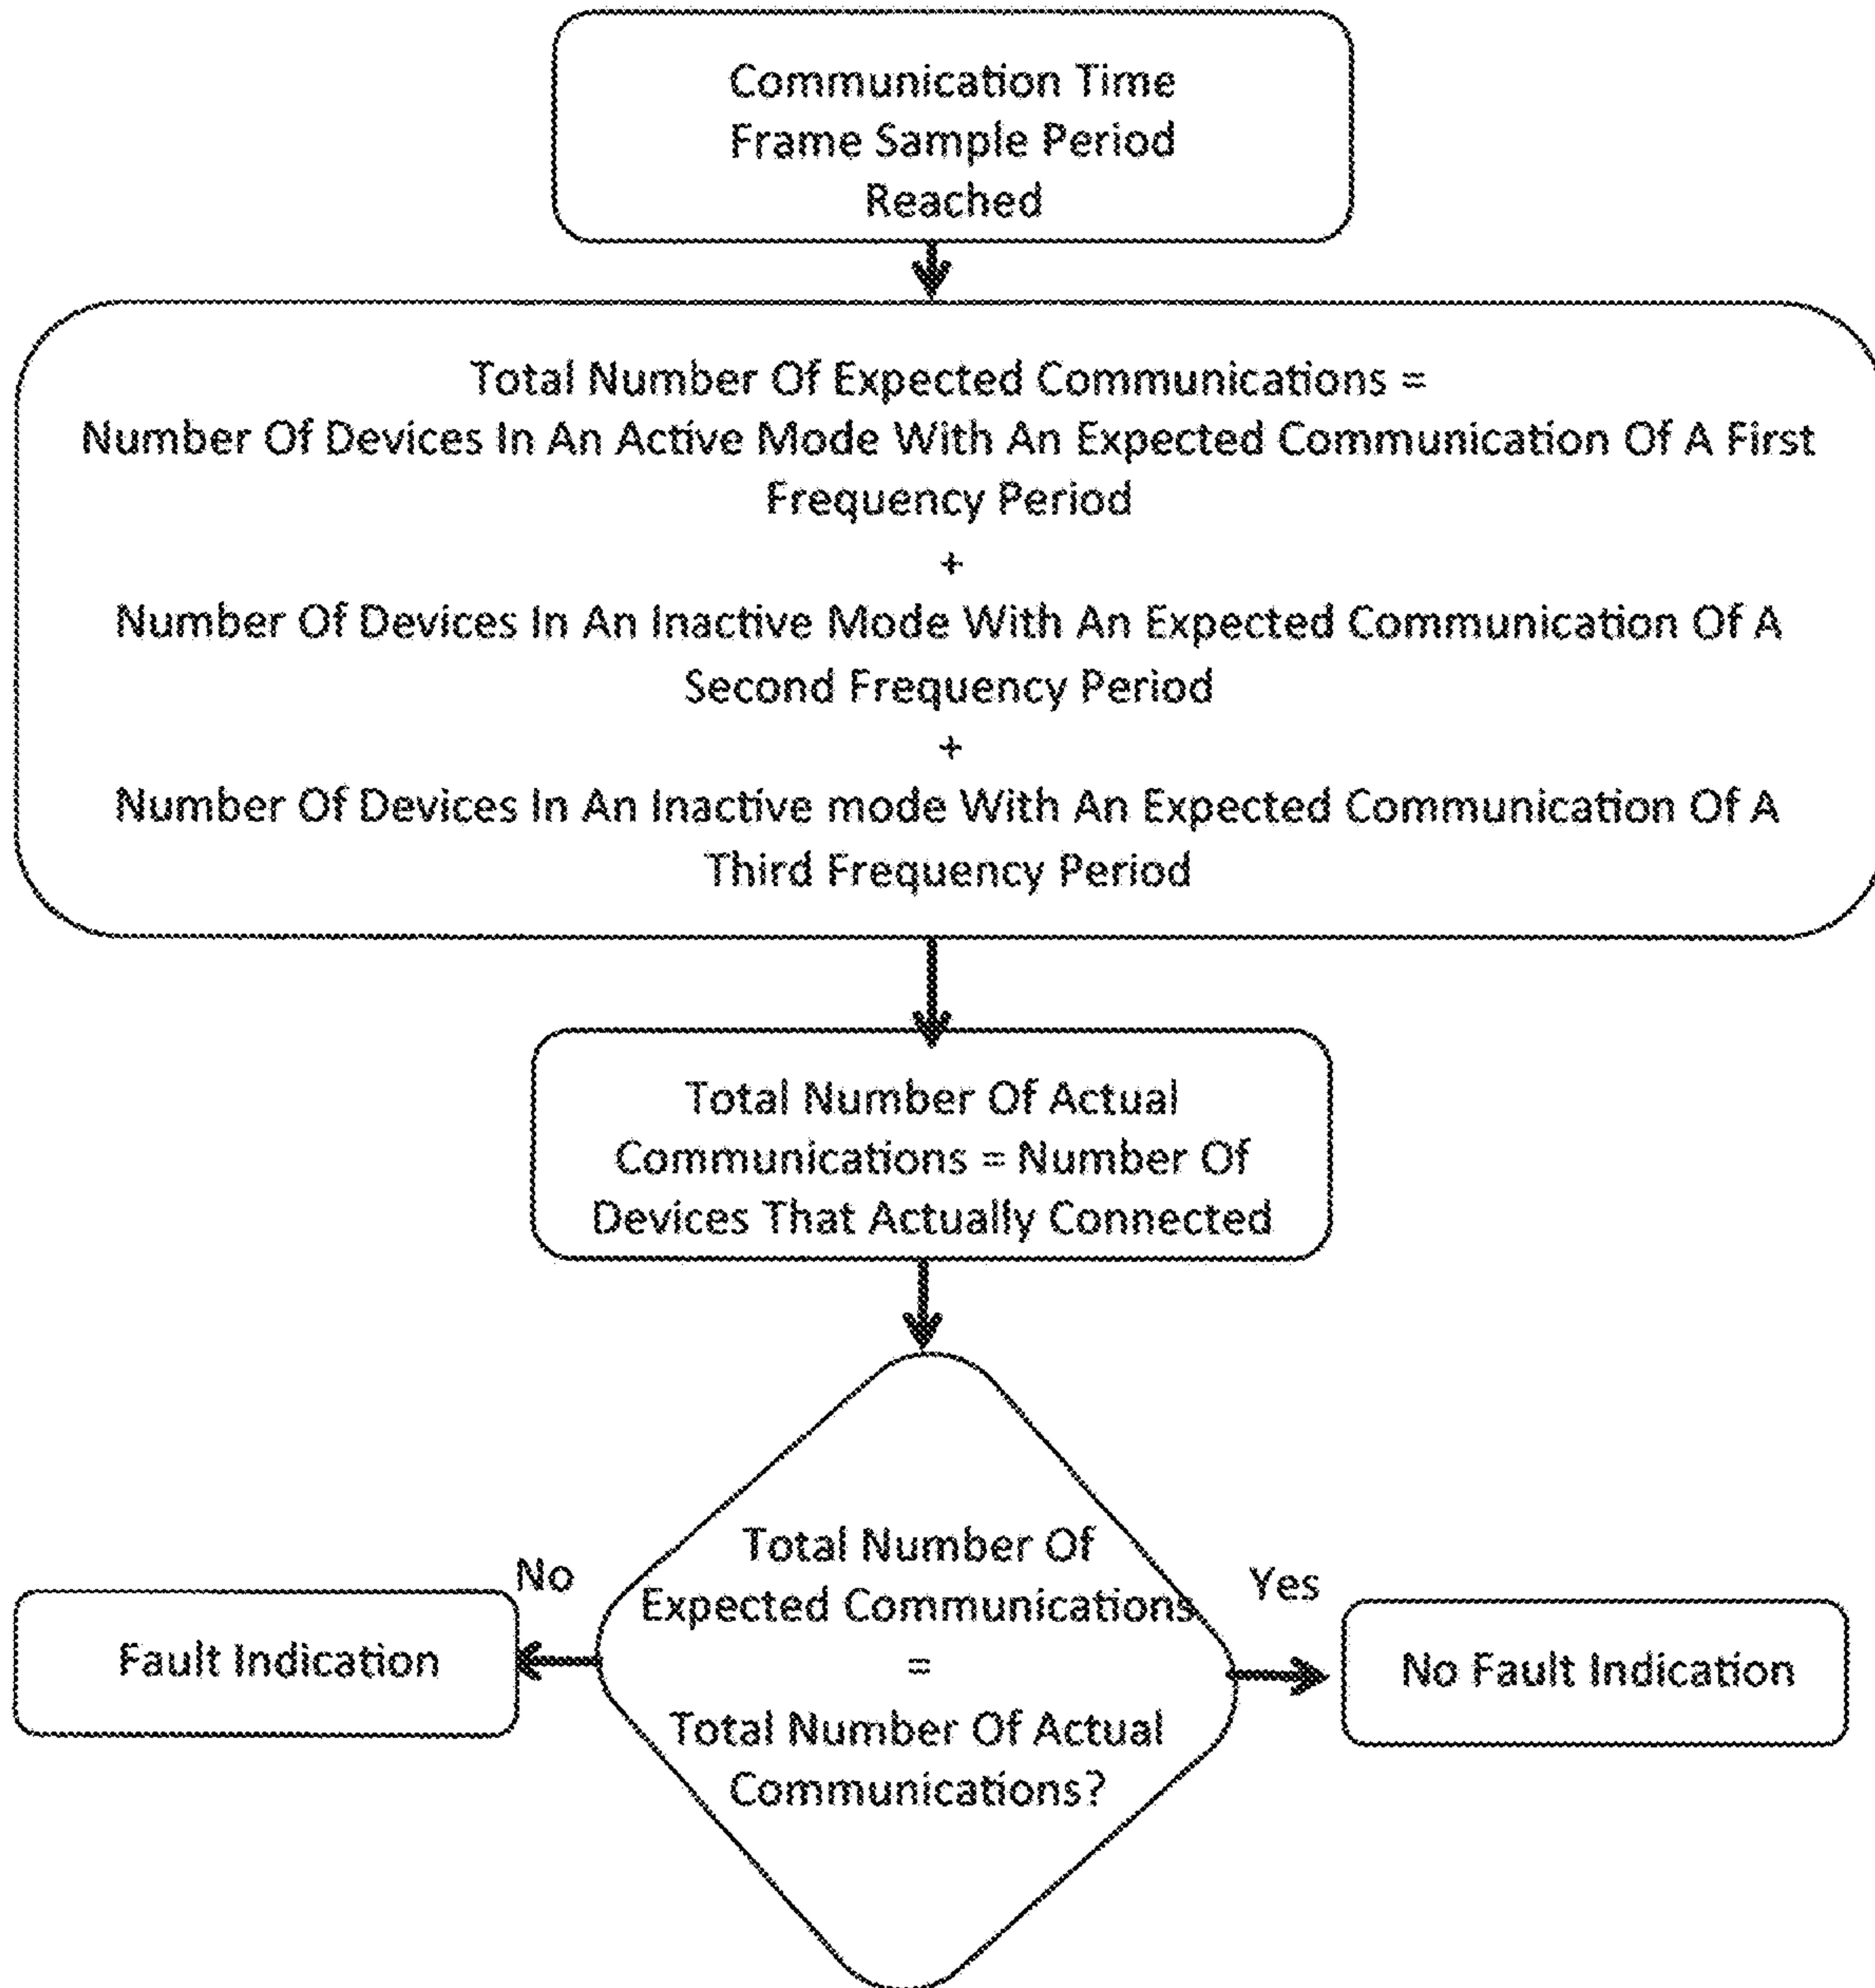 Communication Time
Frame Sample Period
Reached
Total Number Of Expected Communications =
Number Of Devices In An Active Mode With An Expected Communication Of A First
Frequency Period
+
Number Of Devices In An Inactive Mode With An Expected Communication Of A
Second Frequency Period
+
Number Of Devices In An Inactive mode With An Expected Communication Of A
Third Frequency Period
Total Number Of Actual
Communications = Number Of
Devices That Actually Connected
Total Number Of
Expected Communications
=
Total Number Of Actual
Communications?
No
Fault Indication
Yes
No Fault Indication